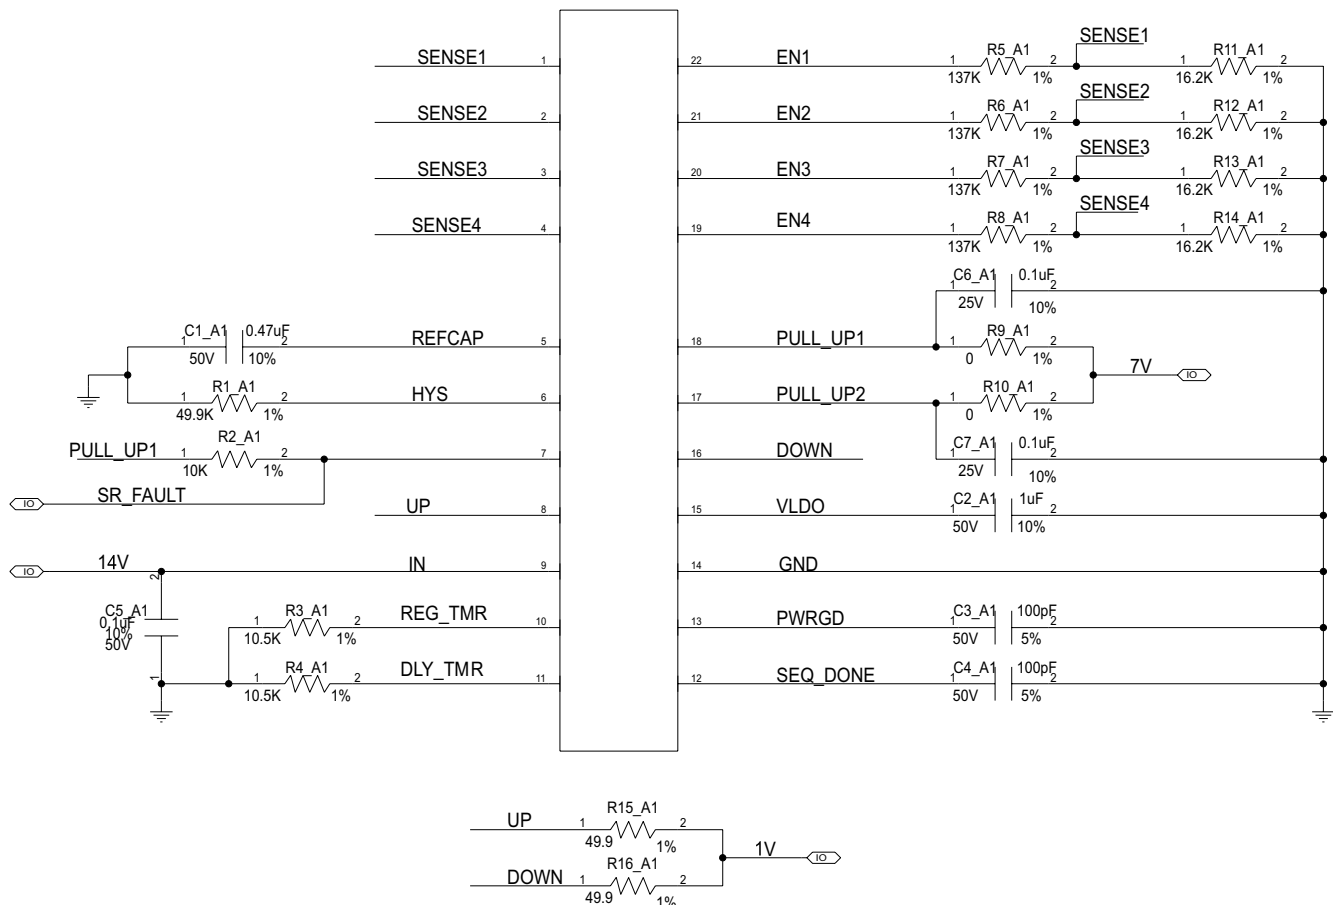 SENSE1 1
22 EN1 1 R5_A1 2 SENSE1 1 R11_A1 2
137K 1% 16.2K 1%
SENSE2 2
21 EN2 1 R6_A1 2 SENSE2 1 R12_A1 2
137K 1% 16.2K 1%
SENSE3 3
20 EN3 1 R7_A1 2 SENSE3 1 R13_A1 2
137K 1% 16.2K 1%
SENSE4 4
19 EN4 1 R8_A1 2 SENSE4 1 R14_A1 2
137K 1% 16.2K 1%
C6_A1 0.1uF
1 2
25V 10%
C1_A1 0.47uF
1 2 REFCAP 5
50V 10%
18 PULL_UP1 1 R9_A1 2
0 1%
7V IO
R1_A1
1 2 HYS 6
49.9K 1%
17 PULL_UP2 1 R10_A1 2
0 1%
R2_A1
PULL_UP1 1 2 7
10K 1%
16 DOWN
C7_A1 0.1uF
1 2
25V 10%
IO SR_FAULT
UP 8
15 VLDO
C2_A1 1uF
1 2
50V 10%
IO 14V IN 9
14 GND
2
C5_A1
0.1uF
10%
50V
1
R3_A1
1 2 REG_TMR 10
10.5K 1%
13 PWRGD
C3_A1 100pF
1 2
50V 5%
R4_A1
1 2 DLY_TMR 11
10.5K 1%
12 SEQ_DONE
C4_A1 100pF
1 2
50V 5%
R15_A1
UP 1 2
49.9 1%
1V IO
R16_A1
DOWN 1 2
49.9 1%